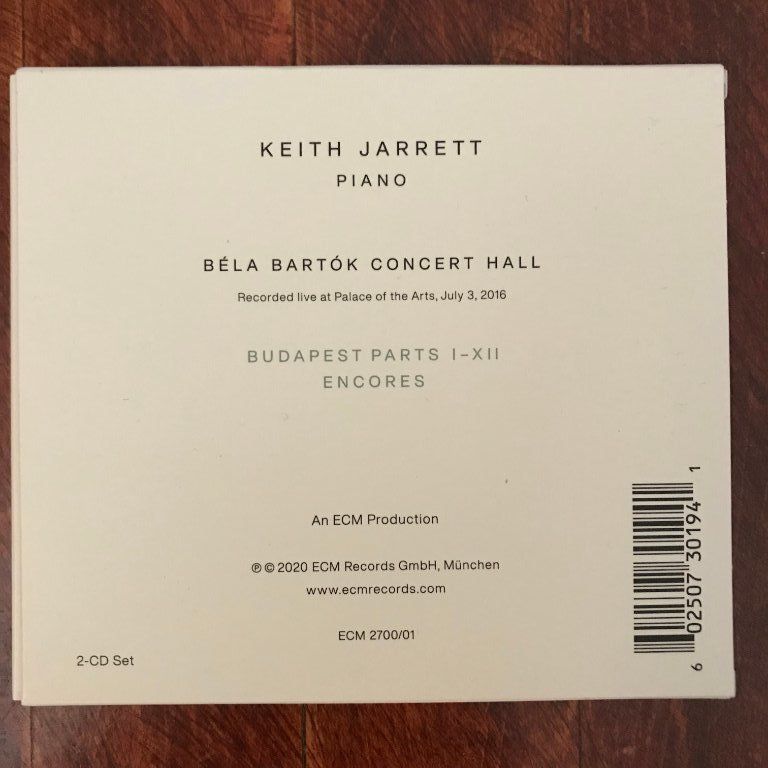 KEITH JARRETT
PIANO
BÉLA BARTÓK CONCERT HALL
Recorded live at Palace of the Arts, July 3, 2016
BUDAPEST PARTS I–XII
ENCORES
An ECM Production
℗ © 2020 ECM Records GmbH, München
www.ecmrecords.com
ECM 2700/01
2-CD Set
6 02507 30194 1